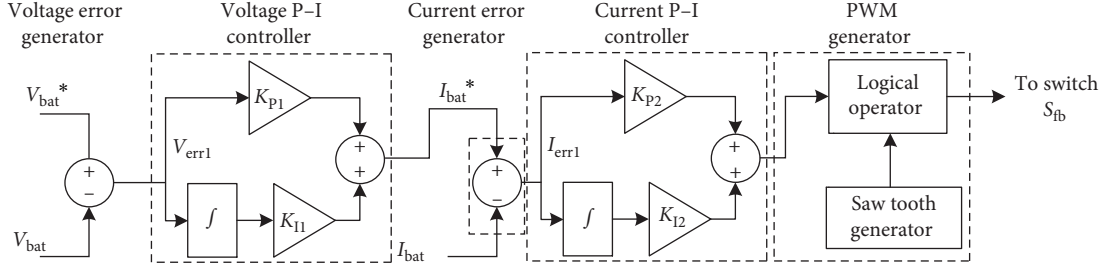 Voltage error
generator
Voltage P–I
controller
Current error
generator
Current P–I
controller
PWM
generator
V_bat*
+
–
V_bat
V_err1
K_P1
∫
K_I1
+
+
I_bat*
+
–
I_bat
I_err1
K_P2
∫
K_I2
+
+
Logical
operator
Saw tooth
generator
To switch
S_fb